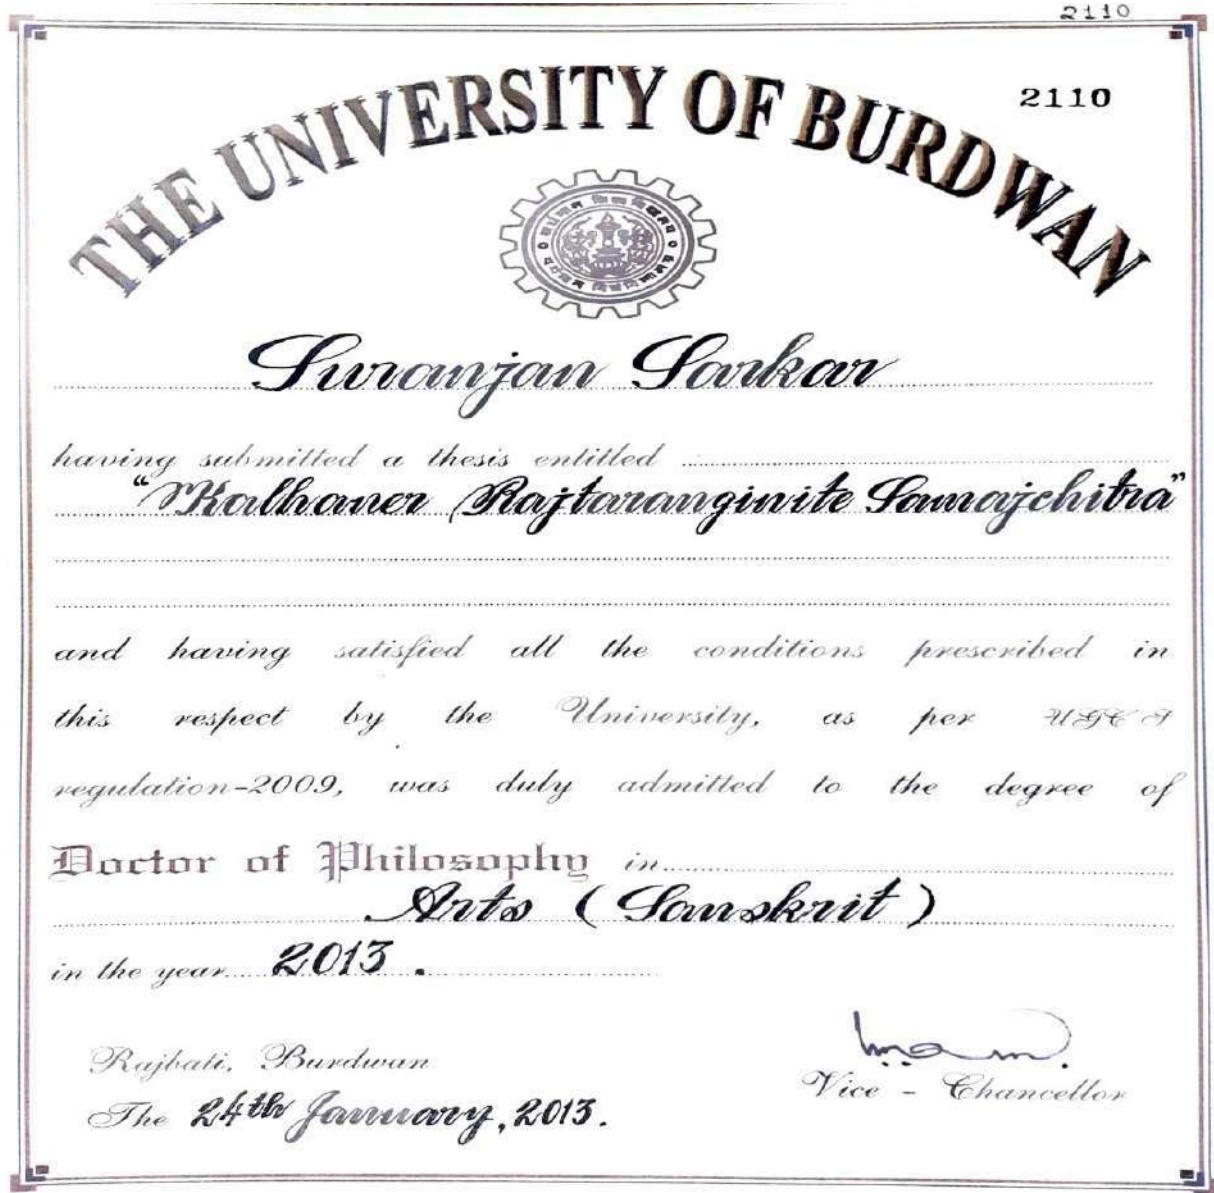 2110
2110
THE UNIVERSITY OF BURDWAN
Suranjan Sarkar
having submitted a thesis entitled
"Kalhaner Rajtaranginite Samajchitra"
and having satisfied all the conditions prescribed in
this respect by the University, as per UGC's
regulation-2009, was duly admitted to the degree of
Doctor of Philosophy in
Arts (Sanskrit)
in the year 2013.
Rajbati, Burdwan
The 24th January, 2013.
Vice - Chancellor